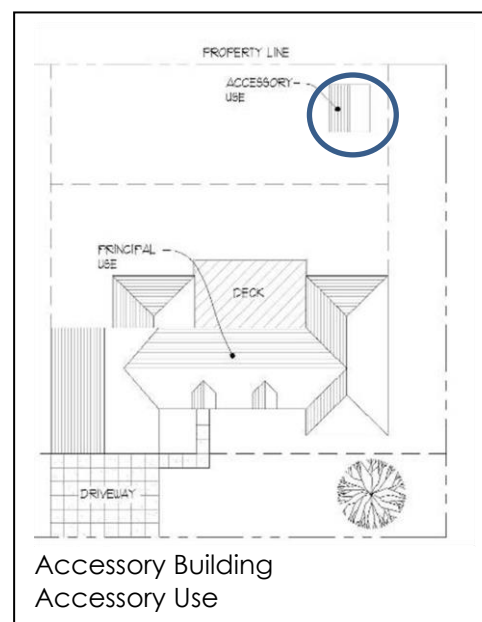 PROPERTY LINE
ACCESSORY
USE
PRINCIPAL
USE
DECK
DRIVEWAY
Accessory Building
Accessory Use